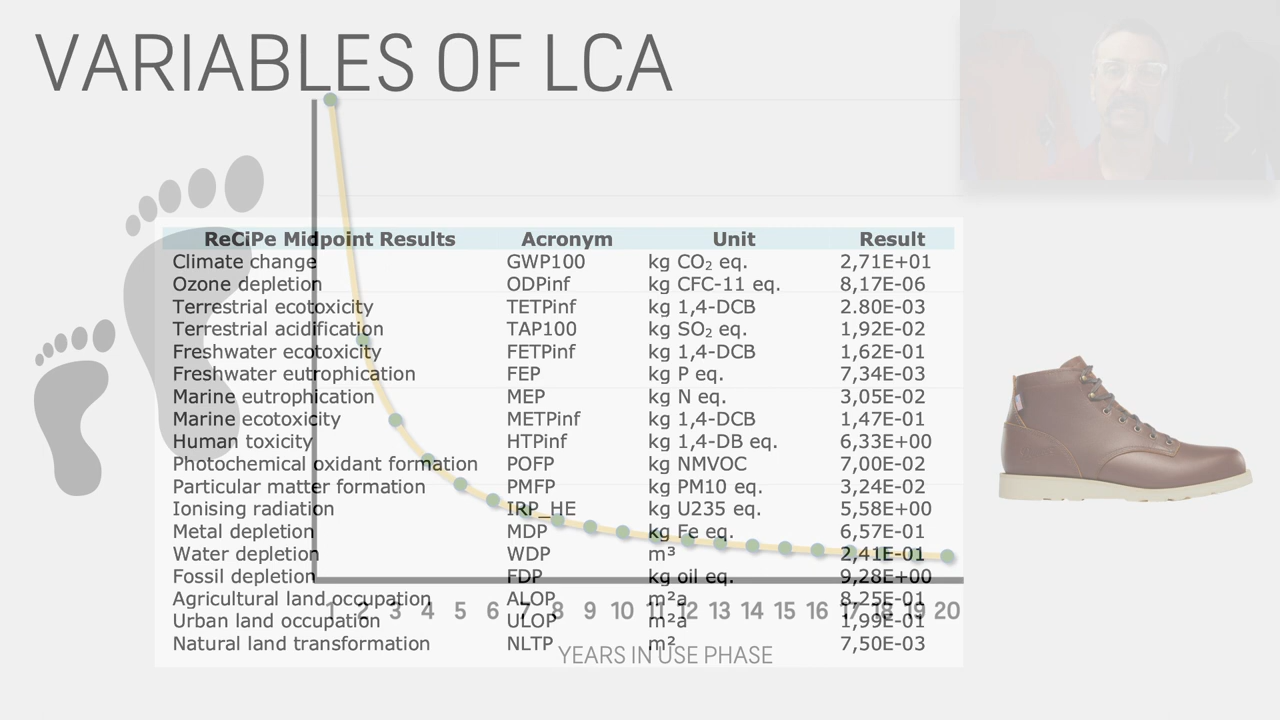 VARIABLES OF LCA
ReCiPe Midpoint Results Acronym Unit Result
Climate change GWP100 kg CO₂ eq. 2,71E+01
Ozone depletion ODPinf kg CFC-11 eq. 8,17E-06
Terrestrial ecotoxicity TETPinf kg 1,4-DCB 2.80E-03
Terrestrial acidification TAP100 kg SO₂ eq. 1,92E-02
Freshwater ecotoxicity FETPinf kg 1,4-DCB 1,62E-01
Freshwater eutrophication FEP kg P eq. 7,34E-03
Marine eutrophication MEP kg N eq. 3,05E-02
Marine ecotoxicity METPinf kg 1,4-DCB 1,47E-01
Human toxicity HTPinf kg 1,4-DB eq. 6,33E+00
Photochemical oxidant formation POFP kg NMVOC 7,00E-02
Particular matter formation PMFP kg PM10 eq. 3,24E-02
Ionising radiation IRP_HE kg U235 eq. 5,58E+00
Metal depletion MDP kg Fe eq. 6,57E-01
Water depletion WDP m³ 2,41E-01
Fossil depletion FDP kg oil eq. 9,28E+00
Agricultural land occupation ALOP m²a 8,25E-01
1 2 3 4 5 6 7 8 9 10 11 12 13 14 15 16 17 18 19 20
Urban land occupation ULOP m²a 1,99E-01
Natural land transformation NLTP m² 7,50E-03
YEARS IN USE PHASE